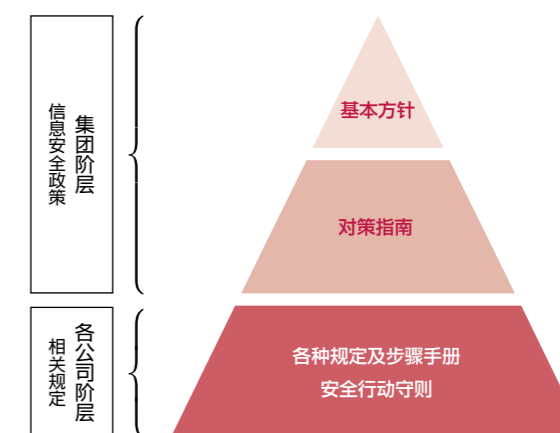 集团阶层
信息安全政策
基本方针
对策指南
各公司阶层
相关规定
各种规定及步骤手册
安全行动守则